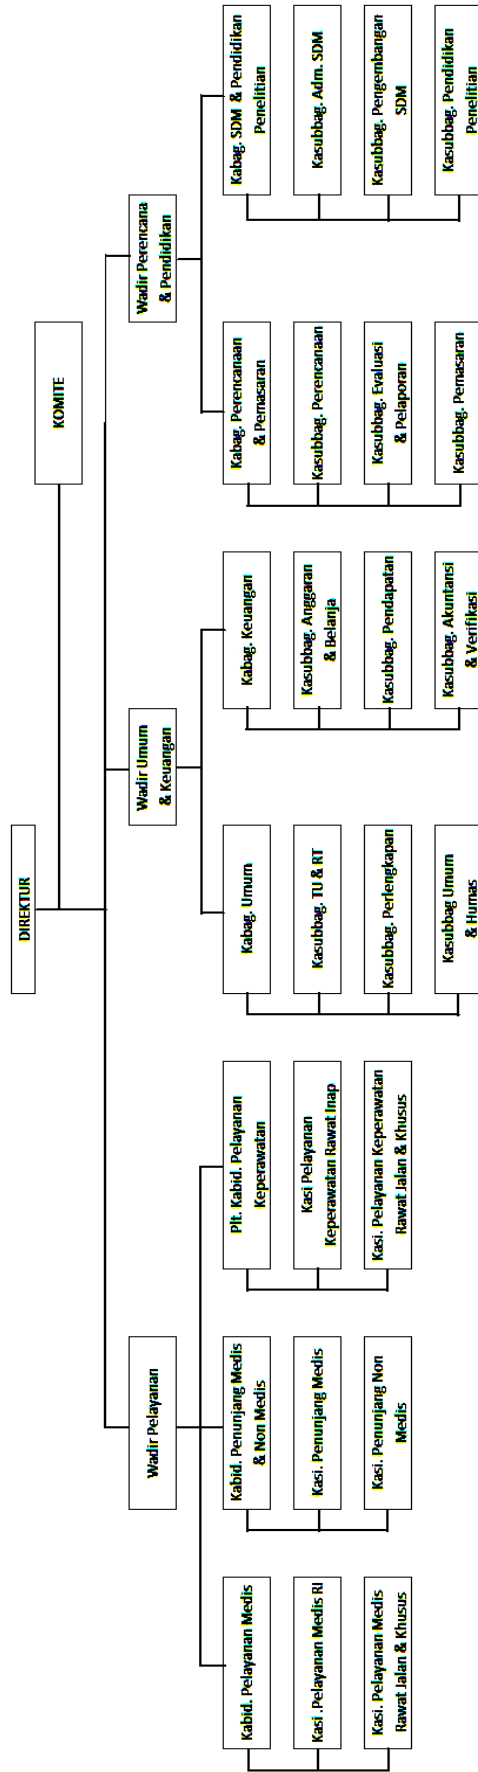 DIREKTUR
KOMITE
Wadir Pelayanan
Wadir Umum
& Keuangan
Wadir Perencana
& Pendidikan
Kabid. Pelayanan Medis
Kasi .Pelayanan Medis RI
Kasi. Pelayanan Medis
Rawat Jalan & Khusus
Kabid. Penunjang Medis
& Non Medis
Kasi. Penunjang Medis
Kasi. Penunjang Non
Medis
Plt. Kabid. Pelayanan
Keperawatan
Kasi Pelayanan
Keperawatan Rawat Inap
Kasi. Pelayanan Keperawatan
Rawat Jalan & Khusus
Kabag. Umum
Kasubbag. TU & RT
Kasubbag. Perlengkapan
Kasubbag Umum
& Humas
Kabag. Keuangan
Kasubbag. Anggaran
& Belanja
Kasubbag. Pendapatan
Kasubbag. Akuntansi
& Verifikasi
Kabag. Perencanaan
& Pemasaran
Kasubbag. Perencanaan
Kasubbag. Evaluasi
& Pelaporan
Kasubbag. Pemasaran
Kabag. SDM & Pendidikan
Penelitian
Kasubbag. Adm. SDM
Kasubbag. Pengembangan
SDM
Kasubbag. Pendidikan
Penelitian